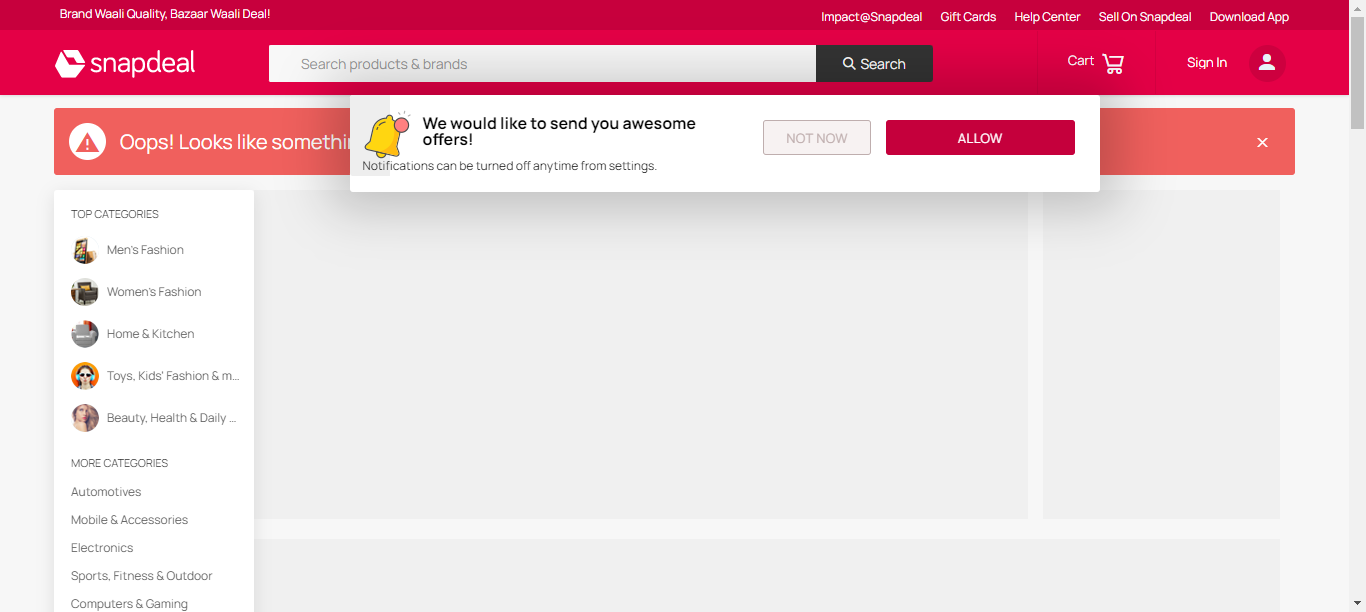 Brand Waali Quality, Bazaar Waali Deal!
Impact@Snapdeal Gift Cards Help Center Sell On Snapdeal Download App
snapdeal
Search products & brands
Search
Cart
Sign In
Oops! Looks like
We would like to send you awesome
offers!
NOT NOW
ALLOW
Notifications can be turned off anytime from settings.
TOP CATEGORIES
Men's Fashion
Women's Fashion
Home & Kitchen
Toys, Kids' Fashion & m...
Beauty, Health & Daily ...
MORE CATEGORIES
Automotives
Mobile & Accessories
Electronics
Sports, Fitness & Outdoor
Computers & Gaming